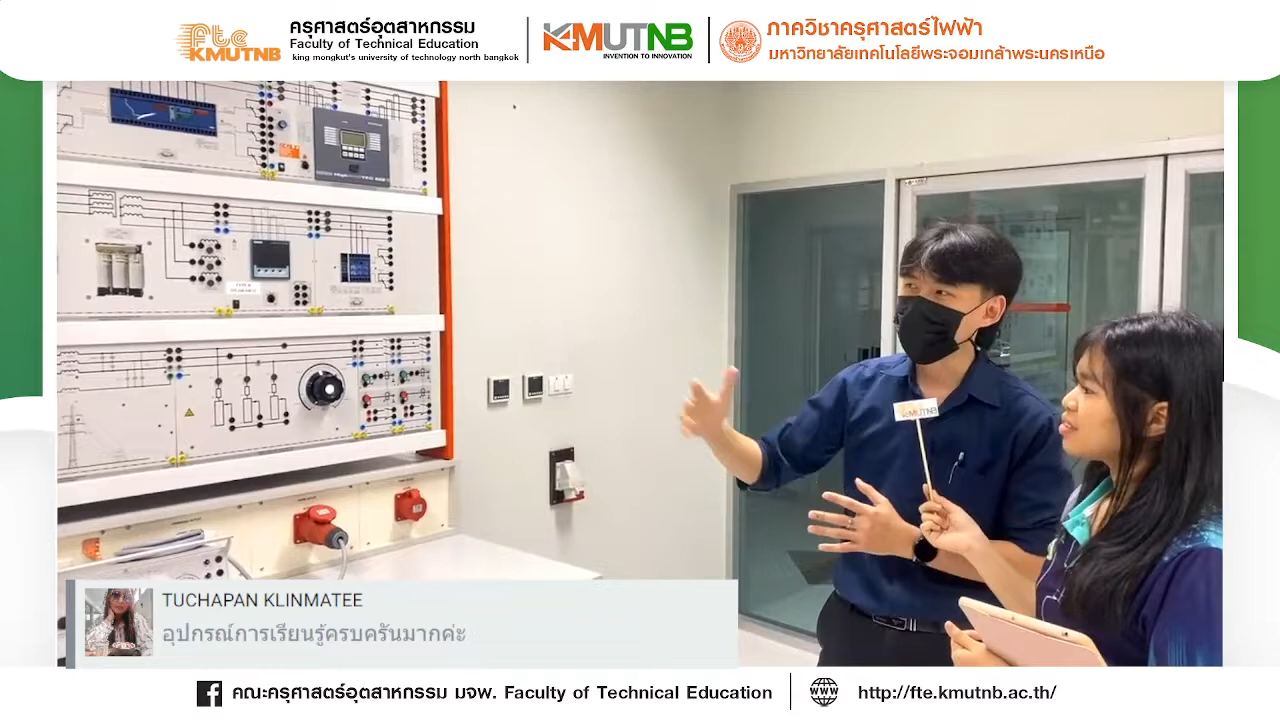 fte
KMUTNB
ครุศาสตร์อุตสาหกรรม
Faculty of Technical Education
king mongkut's university of technology north bangkok
KMUTNB
INVENTION TO INNOVATION
ภาควิชาครุศาสตร์ไฟฟ้า
มหาวิทยาลัยเทคโนโลยีพระจอมเกล้าพระนครเหนือ
KMUTNB
TUCHAPAN KLINMATEE
อุปกรณ์การเรียนรู้ครบครันมากค่ะ
คณะครุศาสตร์อุตสาหกรรม มจพ. Faculty of Technical Education
WWW
http://fte.kmutnb.ac.th/